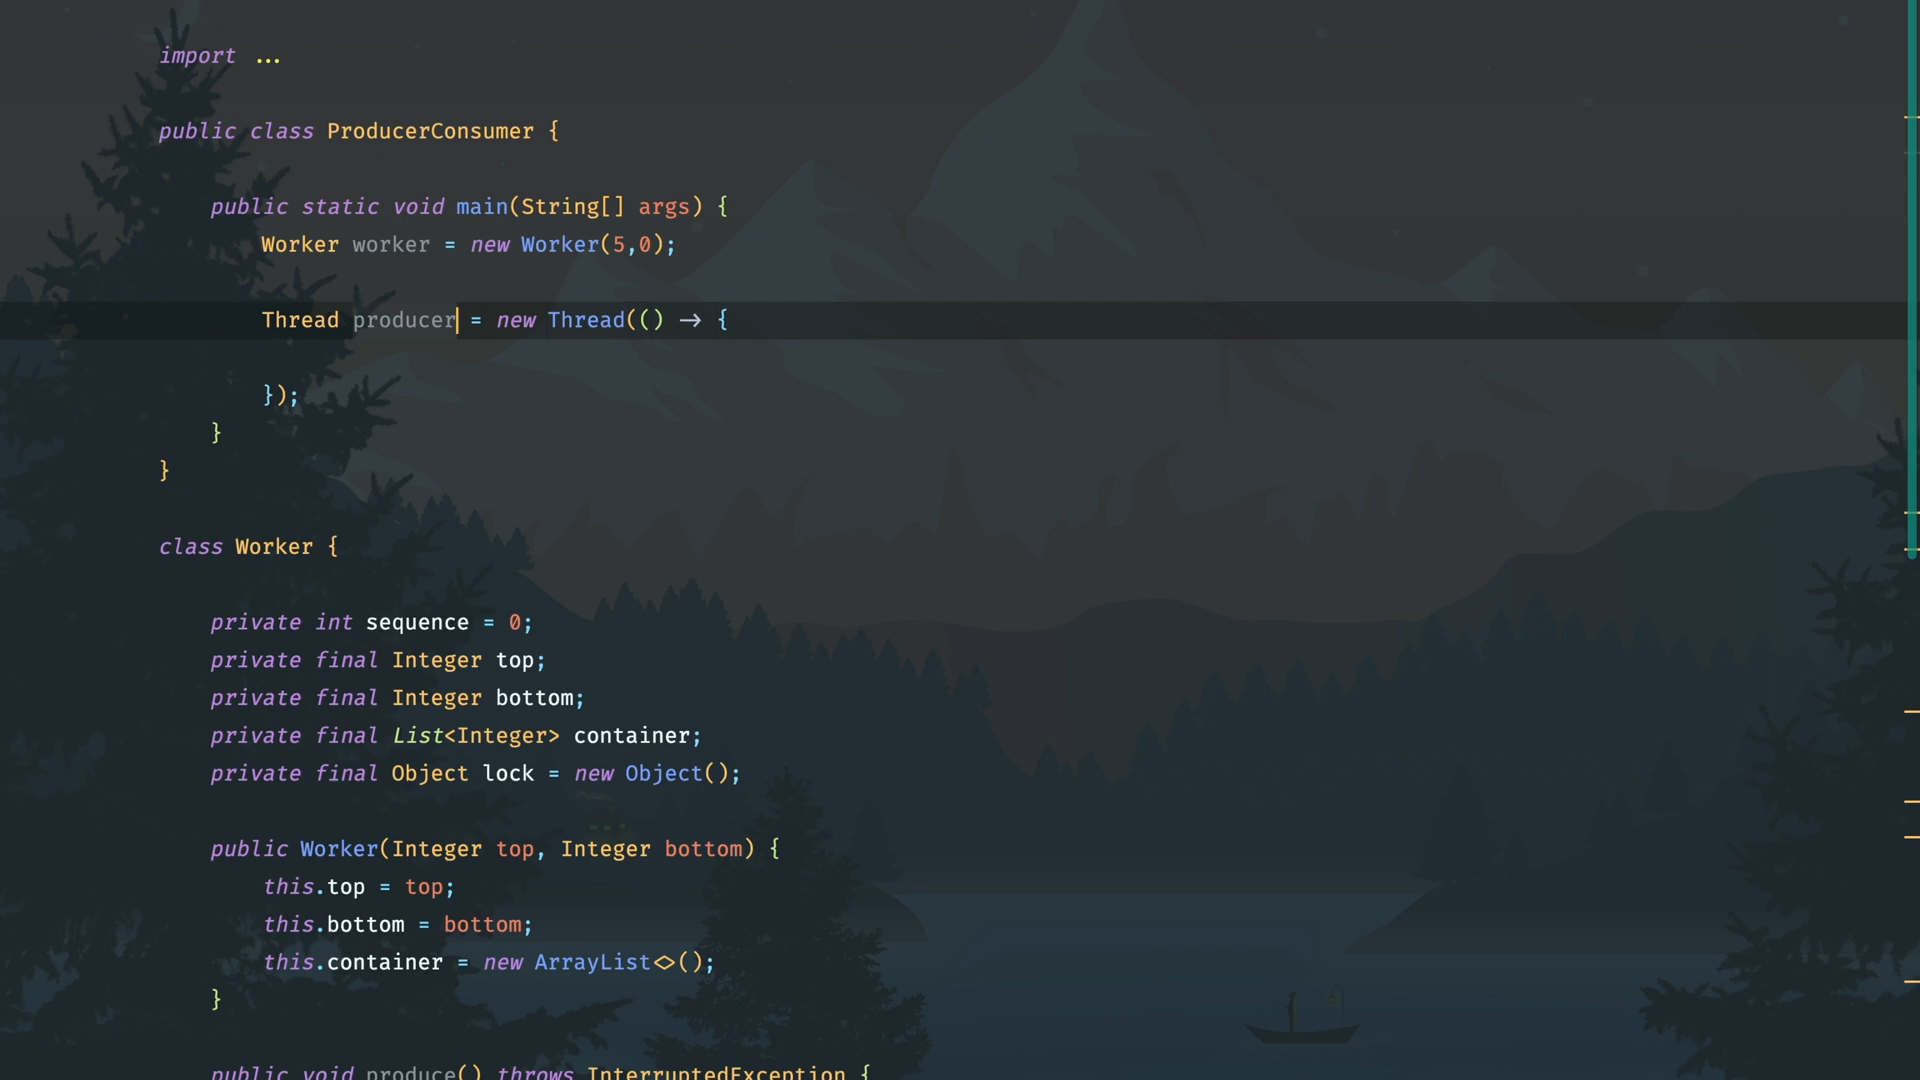 import ...
public class ProducerConsumer {
public static void main(String[] args) {
Worker worker = new Worker(5,0);
Thread producer = new Thread(() -> {
});
}
}
class Worker {
private int sequence = 0;
private final Integer top;
private final Integer bottom;
private final List<Integer> container;
private final Object lock = new Object();
public Worker(Integer top, Integer bottom) {
this.top = top;
this.bottom = bottom;
this.container = new ArrayList<>();
}
public void produce() throws InterruptedException {